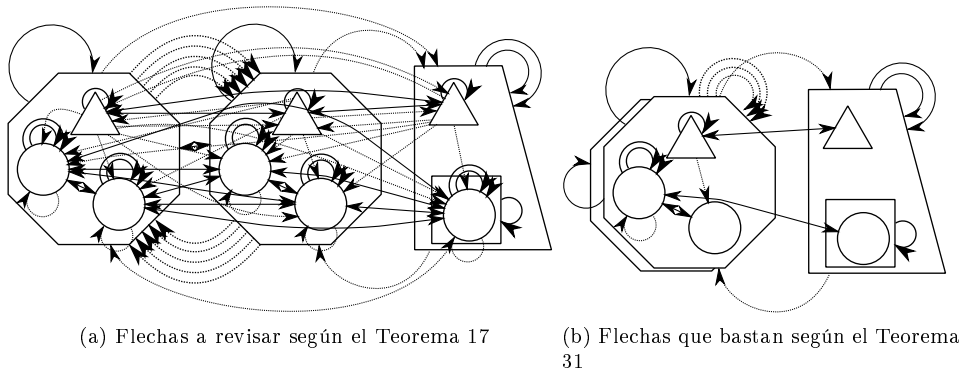 (a) Flechas a revisar según el Teorema 17
(b) Flechas que bastan según el Teorema
31